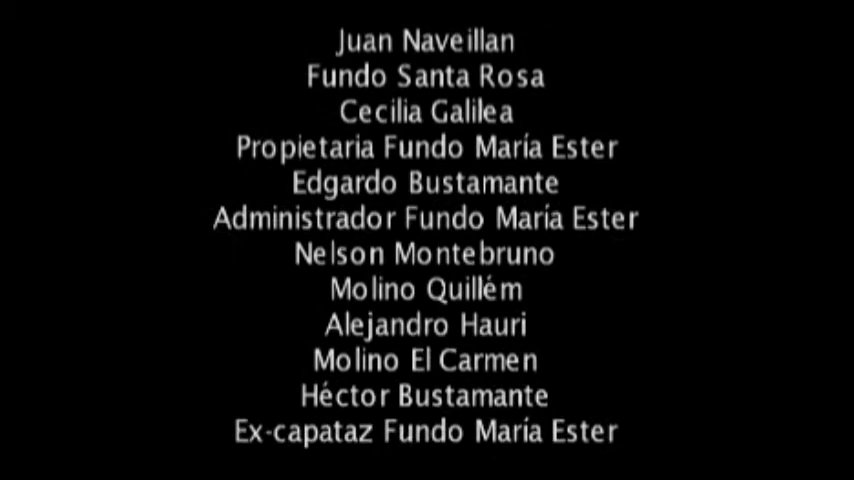 Juan Naveillan
Fundo Santa Rosa
Cecilia Galilea
Propietaria Fundo María Ester
Edgardo Bustamante
Administrador Fundo María Ester
Nelson Montebruno
Molino Quillém
Alejandro Hauri
Molino El Carmen
Héctor Bustamante
Ex-capataz Fundo María Ester